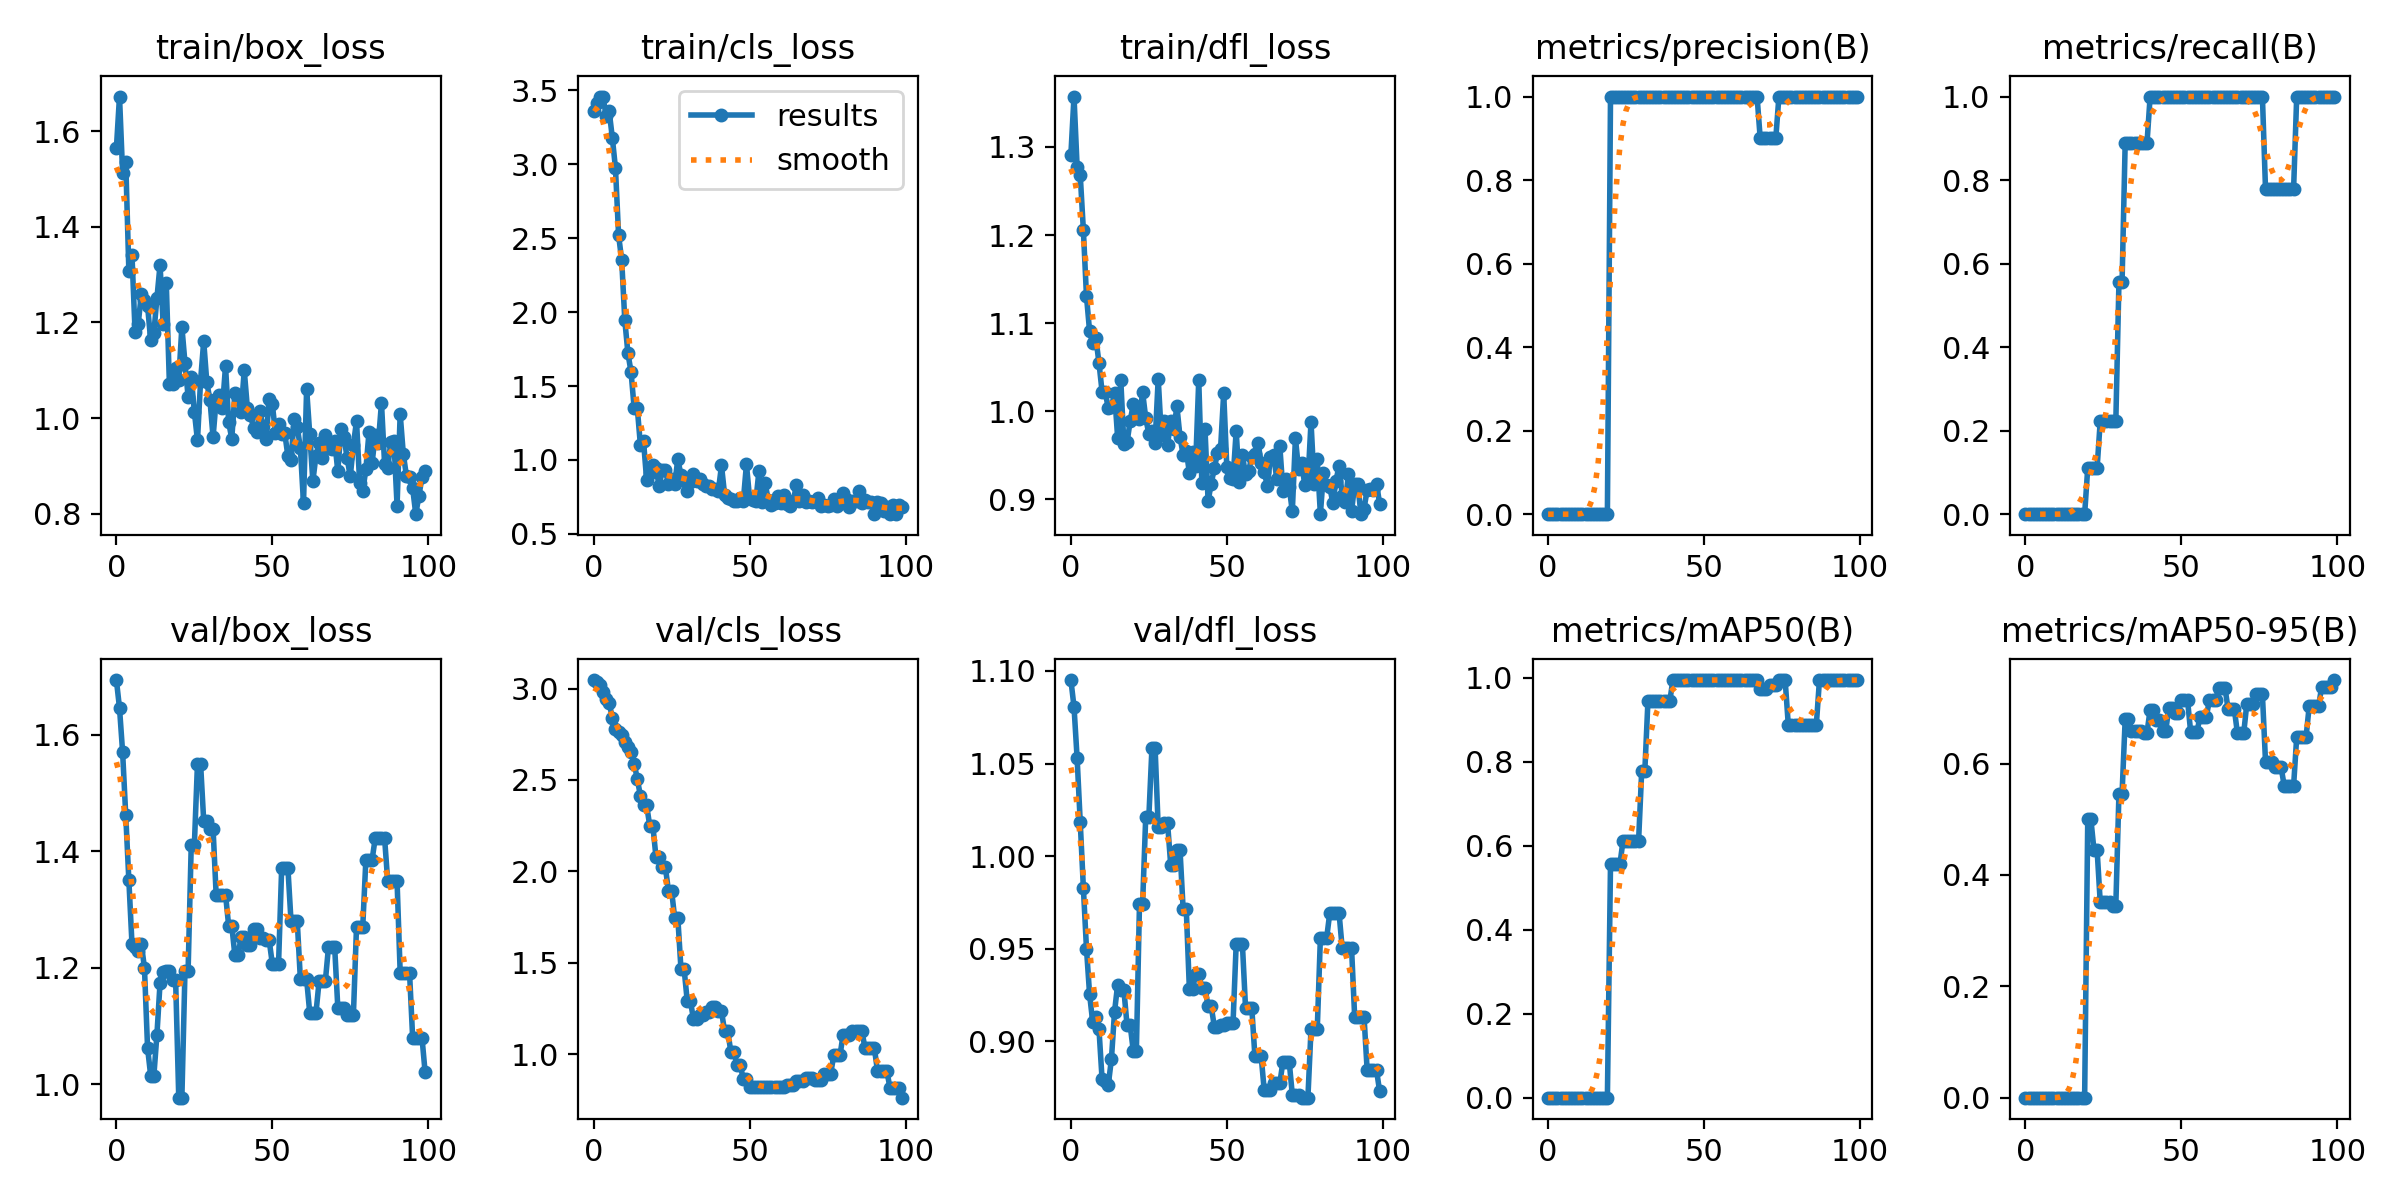 train/box_loss
1.6
1.4
1.2
1.0
0.8
0 50 100
train/cls_loss
results
smooth
3.5
3.0
2.5
2.0
1.5
1.0
0.5
0 50 100
train/dfl_loss
1.3
1.2
1.1
1.0
0.9
0 50 100
metrics/precision(B)
1.0
0.8
0.6
0.4
0.2
0.0
0 50 100
metrics/recall(B)
1.0
0.8
0.6
0.4
0.2
0.0
0 50 100
val/box_loss
1.6
1.4
1.2
1.0
0 50 100
val/cls_loss
3.0
2.5
2.0
1.5
1.0
0 50 100
val/dfl_loss
1.10
1.05
1.00
0.95
0.90
0 50 100
metrics/mAP50(B)
1.0
0.8
0.6
0.4
0.2
0.0
0 50 100
metrics/mAP50-95(B)
0.6
0.4
0.2
0.0
0 50 100